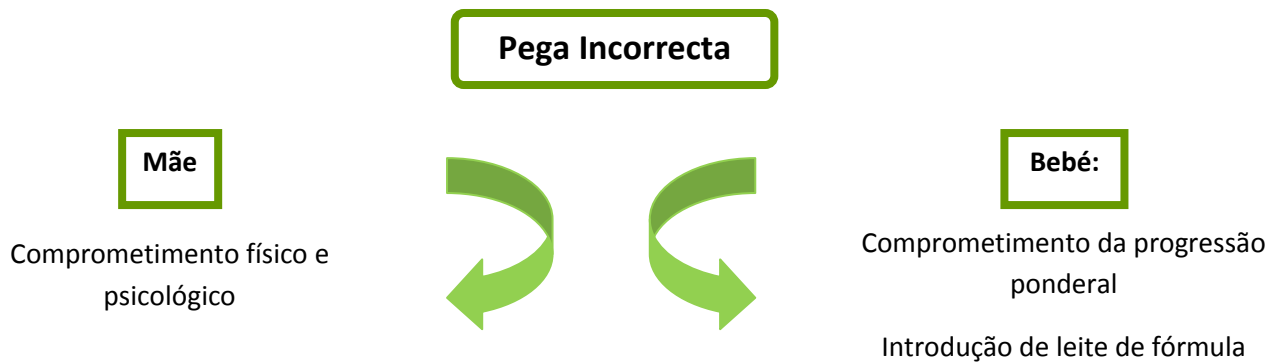 Pega Incorrecta
Mãe
Comprometimento físico e
psicológico
Bebé:
Comprometimento da progressão
ponderal
Introdução de leite de fórmula